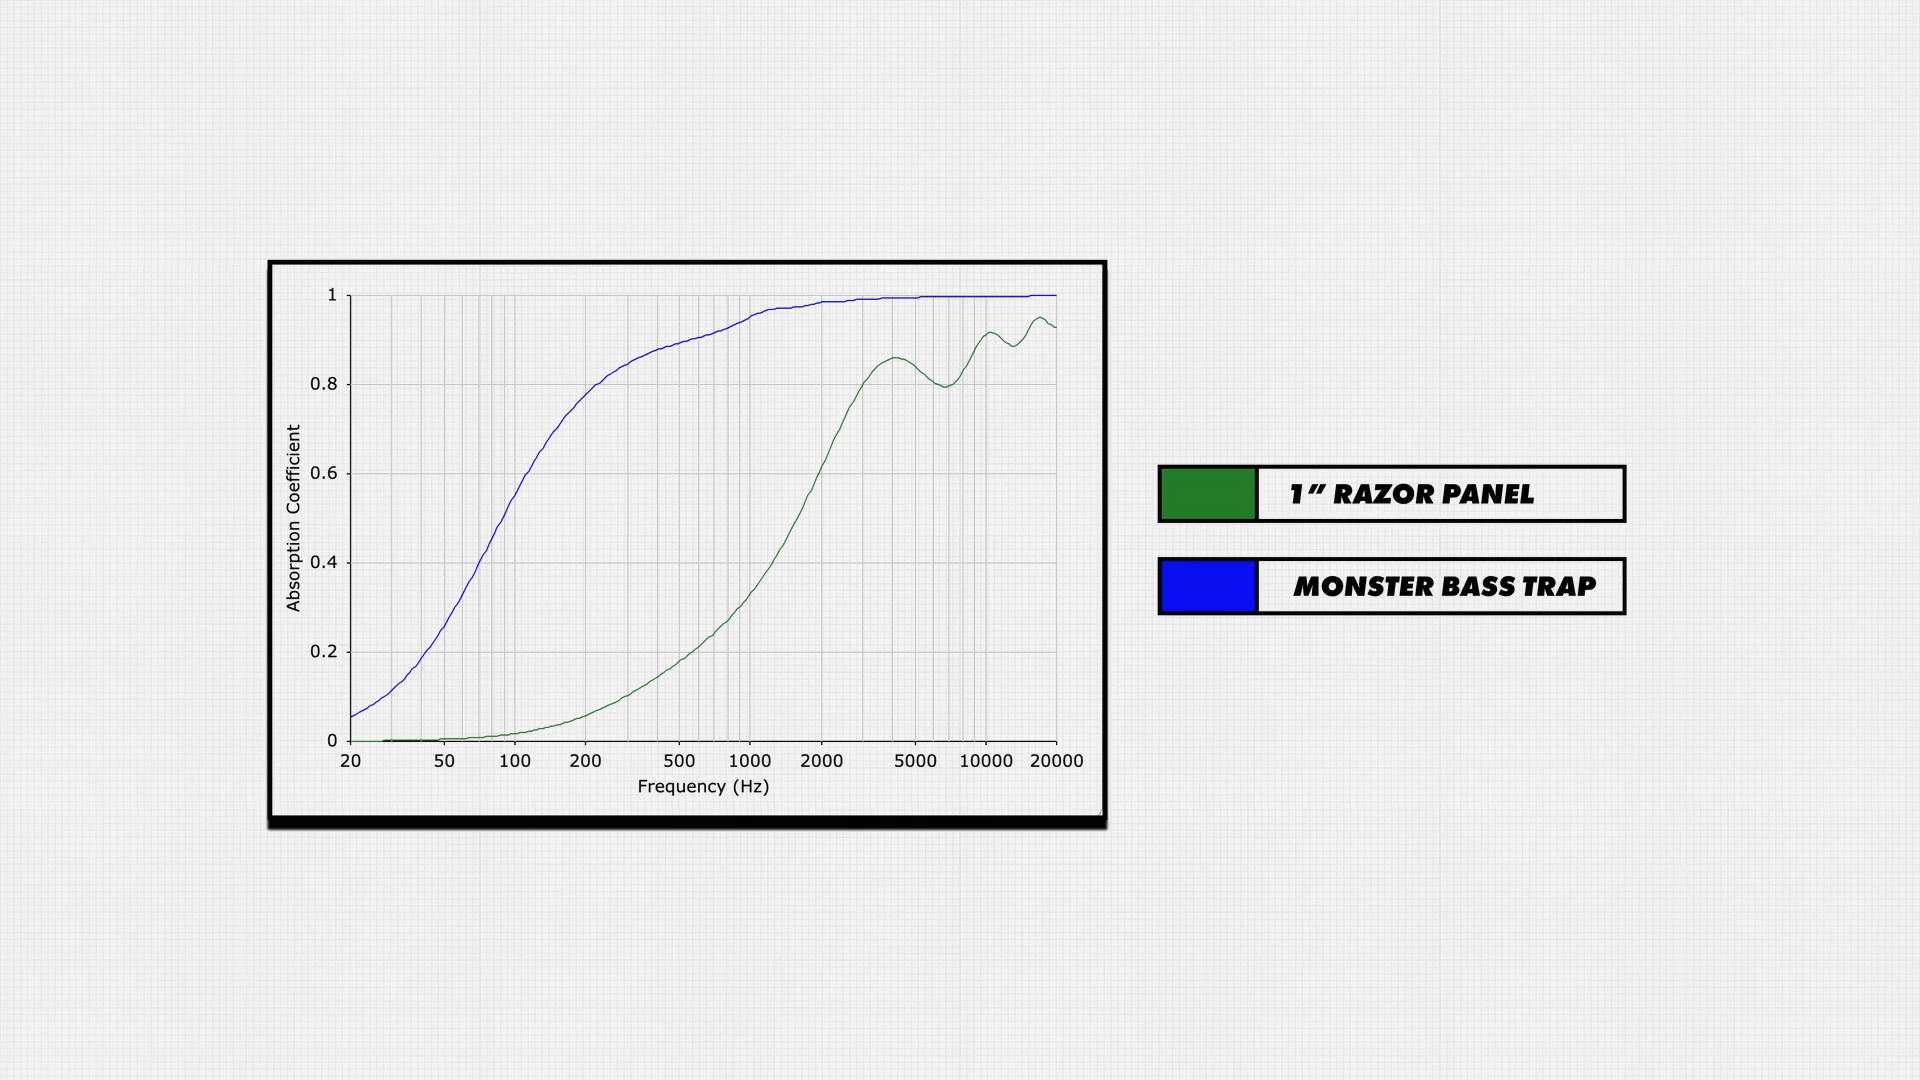 1
0.8
0.6
0.4
0.2
0
Absorption Coefficient
20 50 100 200 500 1000 2000 5000 10000 20000
Frequency (Hz)
1” RAZOR PANEL
MONSTER BASS TRAP